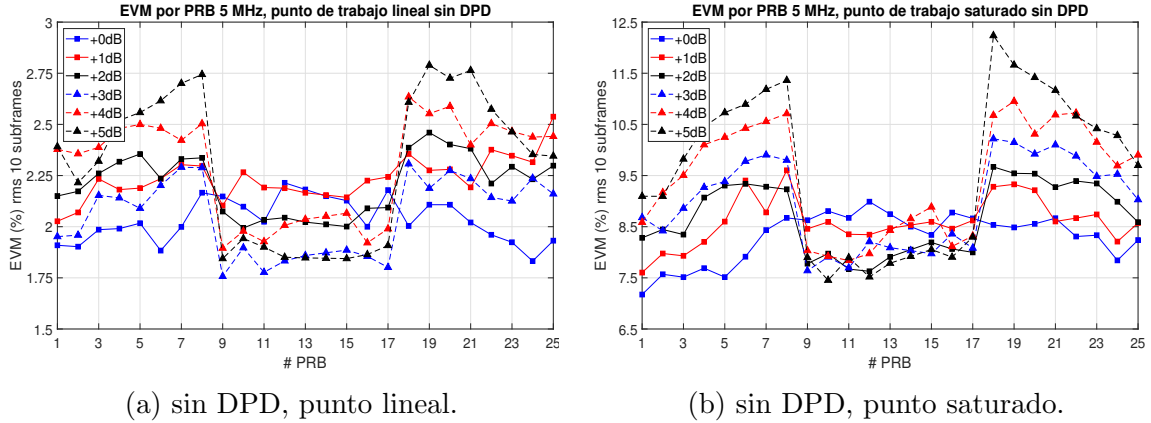 EVM por PRB 5 MHz, punto de trabajo lineal sin DPD
3
2.75
2.5
2.25
2
1.75
1.5
EVM (%) rms 10 subframes
+0dB
+1dB
+2dB
+3dB
+4dB
+5dB
1 3 5 7 9 11 13 15 17 19 21 23 25
# PRB
(a) sin DPD, punto lineal.
EVM por PRB 5 MHz, punto de trabajo saturado sin DPD
12.5
11.5
10.5
9.5
8.5
7.5
6.5
EVM (%) rms 10 subframes
+0dB
+1dB
+2dB
+3dB
+4dB
+5dB
1 3 5 7 9 11 13 15 17 19 21 23 25
# PRB
(b) sin DPD, punto saturado.